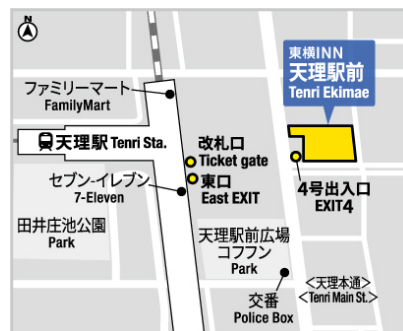 N
東横INN
天理駅前
Tenri Ekimae
ファミリーマート
FamilyMart
天理駅 Tenri Sta.
改札口
Ticket gate
東口
East EXIT
セブン-イレブン
7-Eleven
4号出入口
EXIT4
田井庄池公園
Park
天理駅前広場
コフフン
Park
交番
Police Box
<天理本通>
<Tenri Main St.>